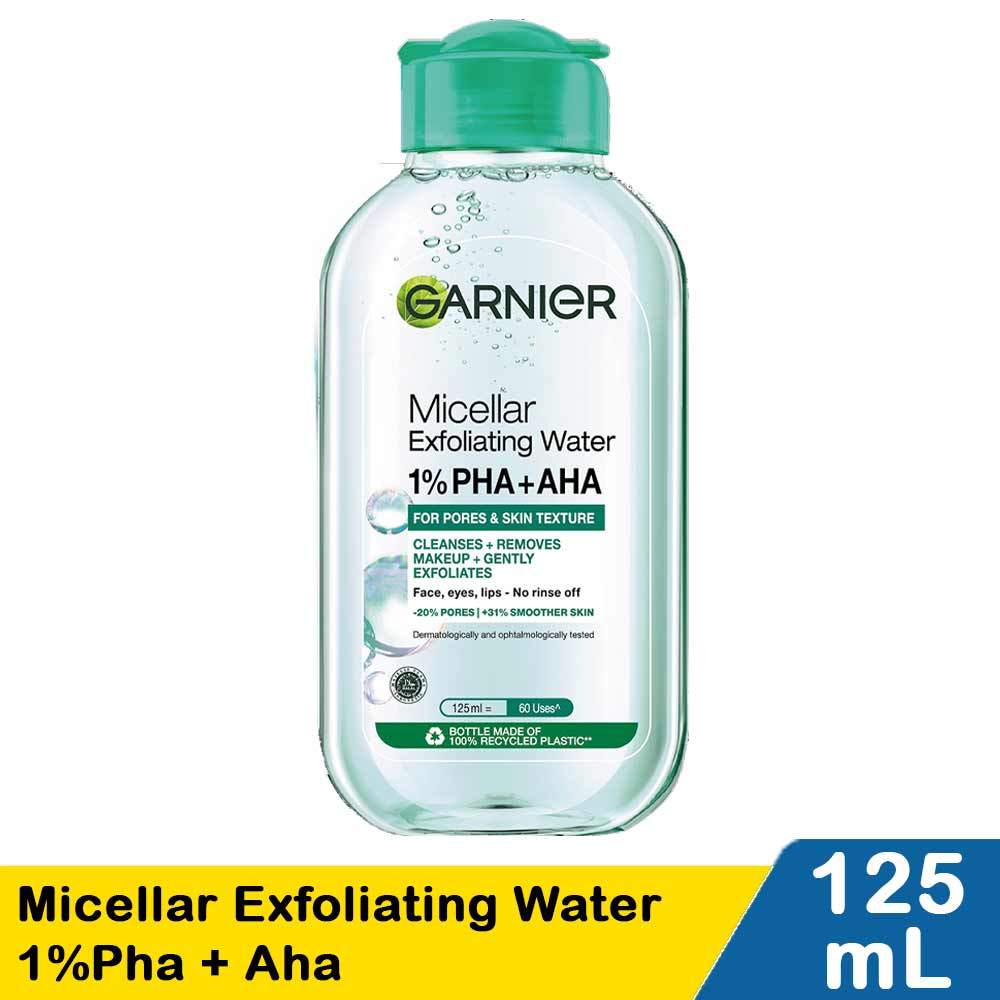 GARNIER
Micellar
Exfoliating Water
1% PHA+AHA
FOR PORES & SKIN TEXTURE
CLEANSES + REMOVES
MAKEUP + GENTLY
EXFOLIATES
Face, eyes, lips - No rinse off
-20% PORES | +31% SMOOTHER SKIN
Dermatologically and ophtalmologically tested
125ml = 60 Uses^
BOTTLE MADE OF
100% RECYCLED PLASTIC**
Micellar Exfoliating Water
1%Pha + Aha
125
mL